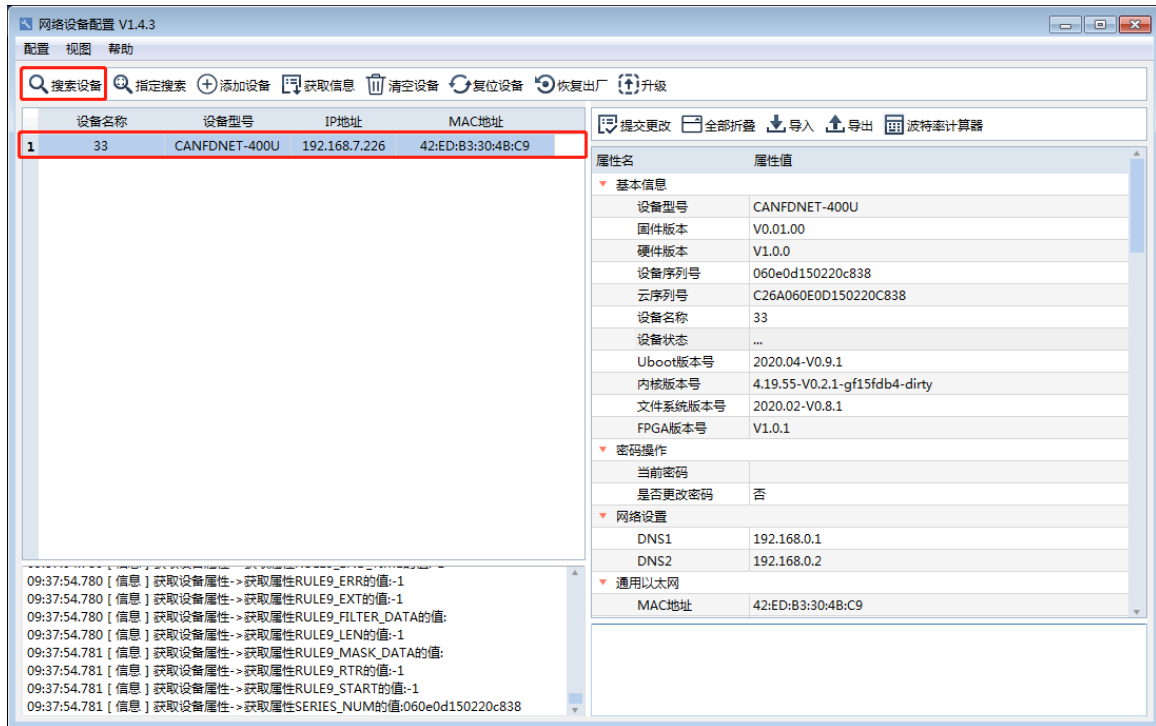 网络设备配置 V1.4.3
配置 视图 帮助
搜索设备 指定搜索 添加设备 获取信息 清空设备 复位设备 恢复出厂 升级
设备名称 设备型号 IP地址 MAC地址
1 33 CANFDNET-400U 192.168.7.226 42:ED:B3:30:4B:C9
提交更改 全部折叠 导入 导出 波特率计算器
属性名 属性值
基本信息
设备型号 CANFDNET-400U
固件版本 V0.01.00
硬件版本 V1.0.0
设备序列号 060e0d150220c838
云序列号 C26A060E0D150220C838
设备名称 33
设备状态 ...
Uboot版本号 2020.04-V0.9.1
内核版本号 4.19.55-V0.2.1-gf15fdb4-dirty
文件系统版本号 2020.02-V0.8.1
FPGA版本号 V1.0.1
密码操作
当前密码
是否更改密码 否
网络设置
DNS1 192.168.0.1
DNS2 192.168.0.2
通用以太网
MAC地址 42:ED:B3:30:4B:C9
09:37:54.780 [ 信息 ] 获取设备属性->获取属性RULE9_ERR的值:-1
09:37:54.780 [ 信息 ] 获取设备属性->获取属性RULE9_EXT的值:-1
09:37:54.780 [ 信息 ] 获取设备属性->获取属性RULE9_FILTER_DATA的值:
09:37:54.780 [ 信息 ] 获取设备属性->获取属性RULE9_LEN的值:-1
09:37:54.781 [ 信息 ] 获取设备属性->获取属性RULE9_MASK_DATA的值:
09:37:54.781 [ 信息 ] 获取设备属性->获取属性RULE9_RTR的值:-1
09:37:54.781 [ 信息 ] 获取设备属性->获取属性RULE9_START的值:-1
09:37:54.781 [ 信息 ] 获取设备属性->获取属性SERIES_NUM的值:060e0d150220c838